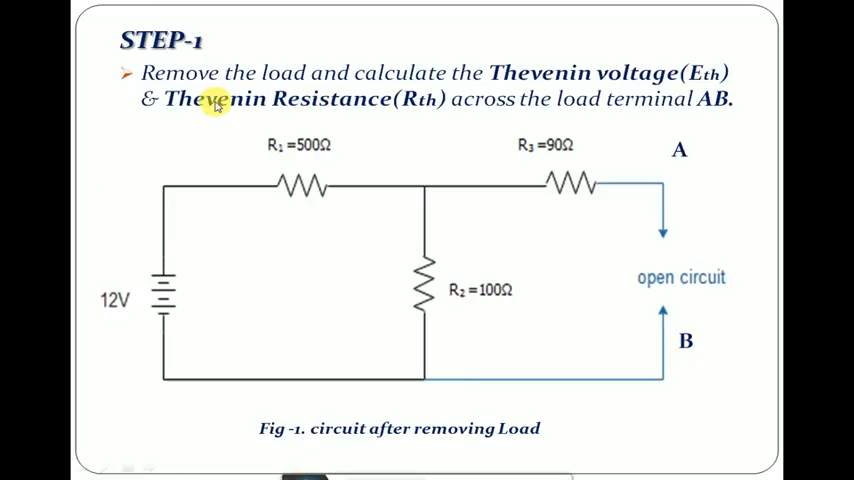 STEP-1
Remove the load and calculate the Thevenin voltage(Eth)
& Thevenin Resistance(Rth) across the load terminal AB.
R1 =500Ω
R3 =90Ω
A
12V
R2 =100Ω
open circuit
B
Fig -1. circuit after removing Load